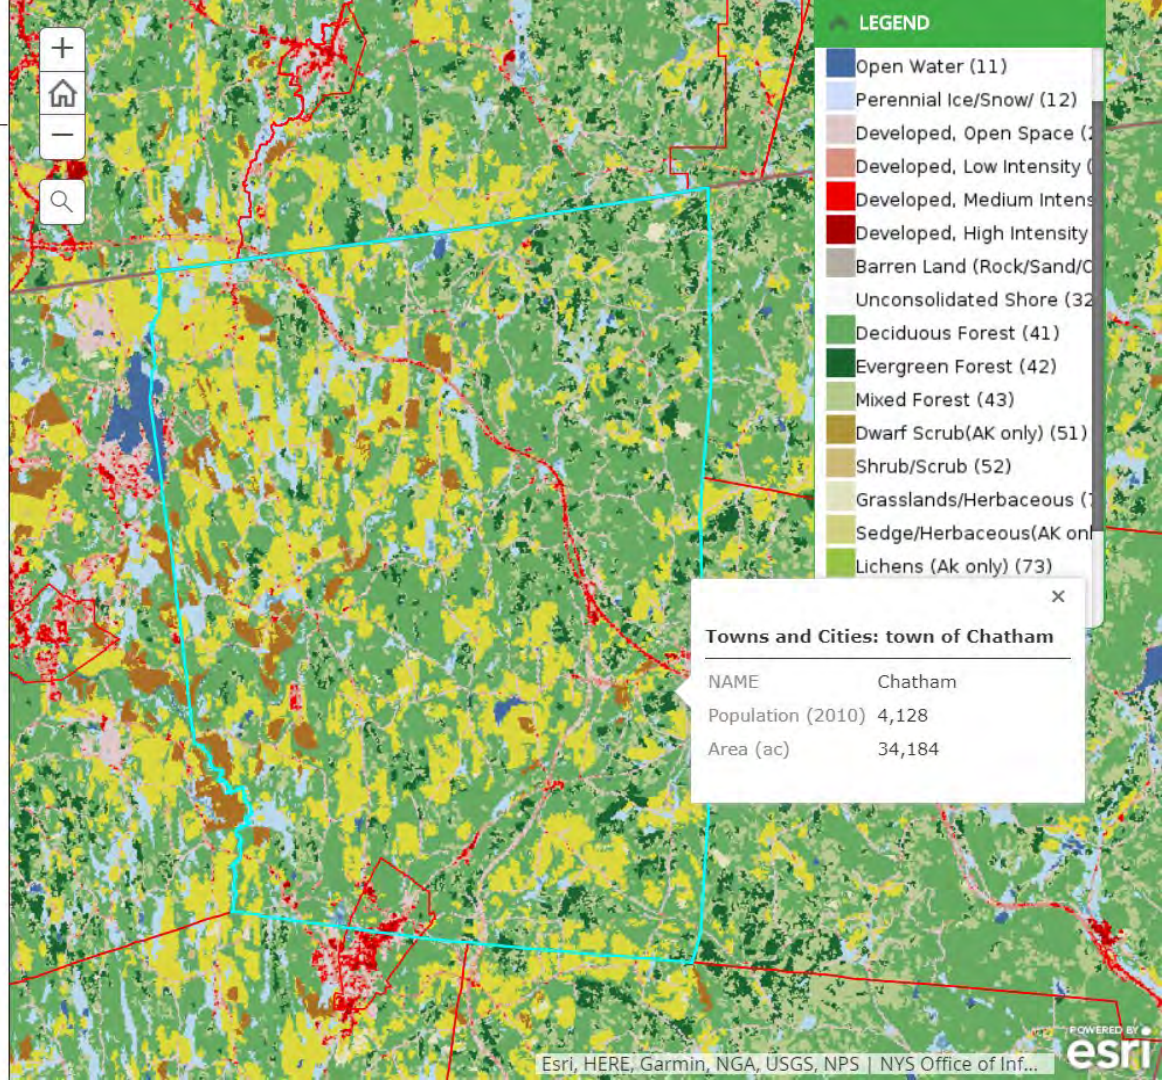 LEGEND
Open Water (11)
Perennial Ice/Snow/ (12)
Developed, Open Space (2
Developed, Low Intensity (
Developed, Medium Intens
Developed, High Intensity
Barren Land (Rock/Sand/C
Unconsolidated Shore (32
Deciduous Forest (41)
Evergreen Forest (42)
Mixed Forest (43)
Dwarf Scrub(AK only) (51)
Shrub/Scrub (52)
Grasslands/Herbaceous (7
Sedge/Herbaceous(AK onl
Lichens (Ak only) (73)
Towns and Cities: town of Chatham
NAME Chatham
Population (2010) 4,128
Area (ac) 34,184
POWERED BY
esri
Esri, HERE, Garmin, NGA, USGS, NPS | NYS Office of Inf...